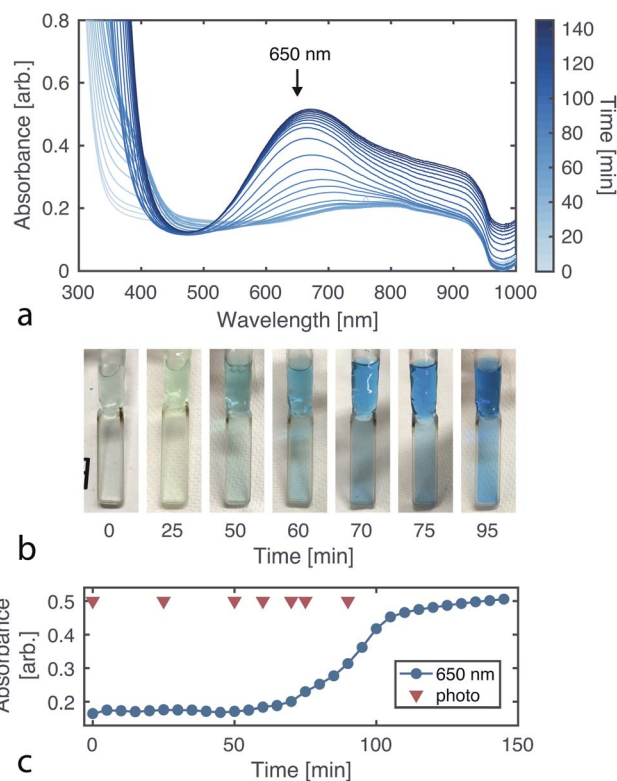 0.8
0.6
0.4
0.2
0
Absorbance [arb.]
650 nm
300 400 500 600 700 800 900 1000
Wavelength [nm]
140
120
100
80
60
40
20
0
Time [min]
a
0 25 50 60 70 75 95
Time [min]
b
0.5
0.4
0.3
0.2
Absorbance
[arb.]
650 nm
photo
0 50 100 150
Time [min]
c